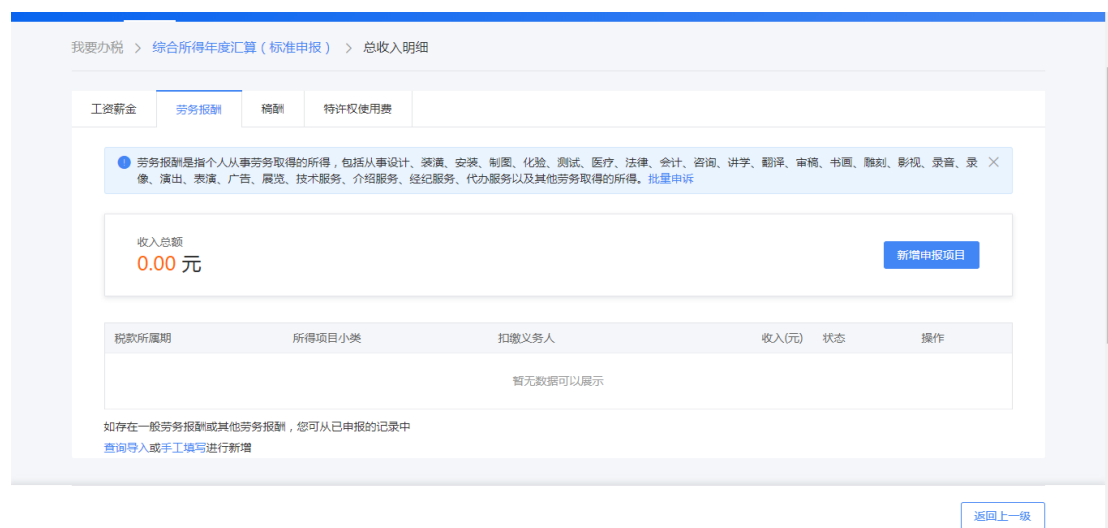 我要办税 > 综合所得年度汇算（标准申报） > 总收入明细
工资薪金 劳务报酬 稿酬 特许权使用费
劳务报酬是指个人从事劳务取得的所得，包括从事设计、装潢、安装、制图、化验、测试、医疗、法律、会计、咨询、讲学、翻译、审稿、书画、雕刻、影视、录音、录
像、演出、表演、广告、展览、技术服务、介绍服务、经纪服务、代办服务以及其他劳务取得的所得。批量申诉
收入总额
0.00 元
新增申报项目
税款所属期 所得项目小类 扣缴义务人 收入(元) 状态 操作
暂无数据可以展示
如存在一般劳务报酬或其他劳务报酬，您可从已申报的记录中
查询导入或手工填写进行新增
返回上一级